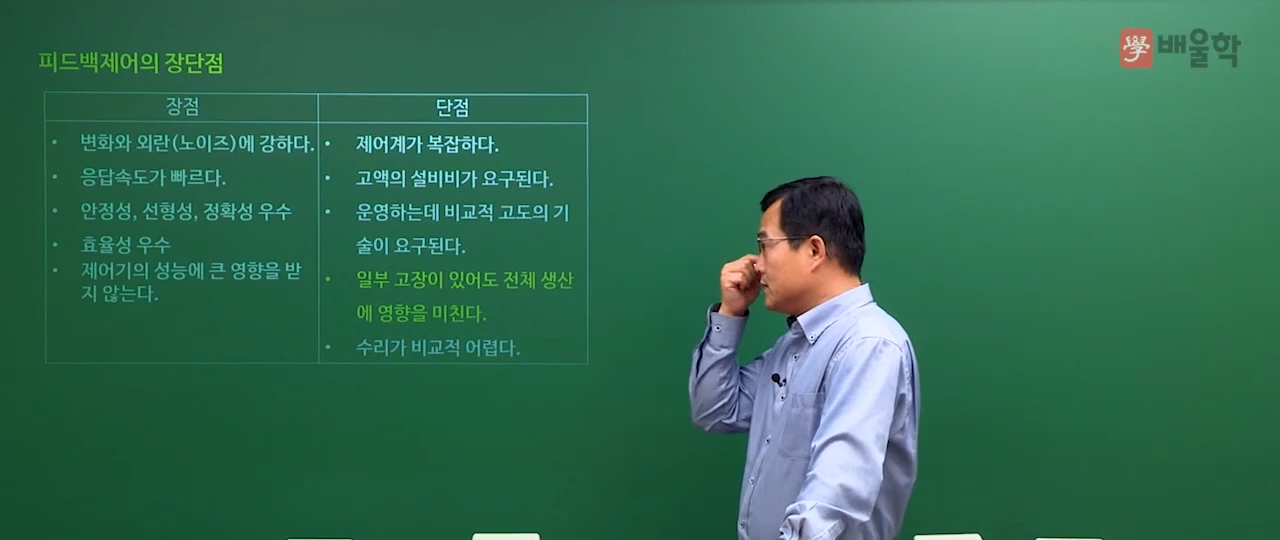 피드백제어의 장단점
學 배울학
장점
• 변화와 외란(노이즈)에 강하다.
• 응답속도가 빠르다.
• 안정성, 선형성, 정확성 우수
• 효율성 우수
• 제어기의 성능에 큰 영향을 받
지 않는다.
단점
• 제어계가 복잡하다.
• 고액의 설비비가 요구된다.
• 운영하는데 비교적 고도의 기
술이 요구된다.
• 일부 고장이 있어도 전체 생산
에 영향을 미친다.
• 수리가 비교적 어렵다.